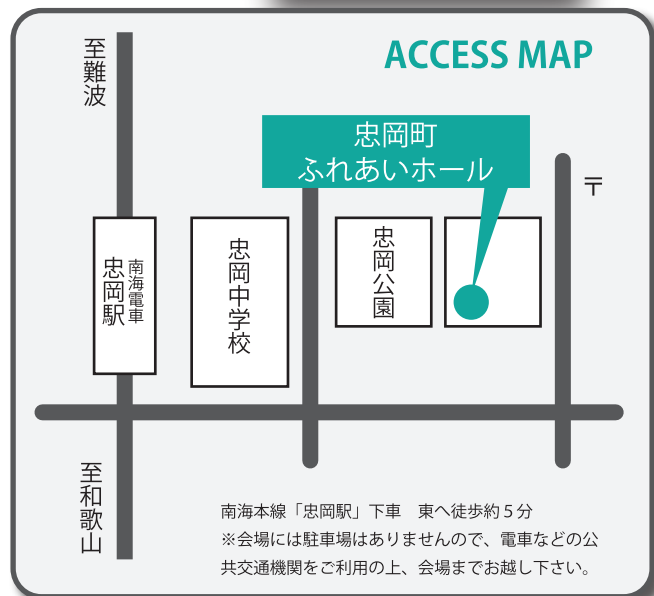 ACCESS MAP
至難波
忠岡町
ふれあいホール
〒
南海電車
忠岡駅
忠岡中学校
忠岡公園
至和歌山
南海本線「忠岡駅」下車　東へ徒歩約５分
※会場には駐車場はありませんので、電車などの公
共交通機関をご利用の上、会場までお越し下さい。